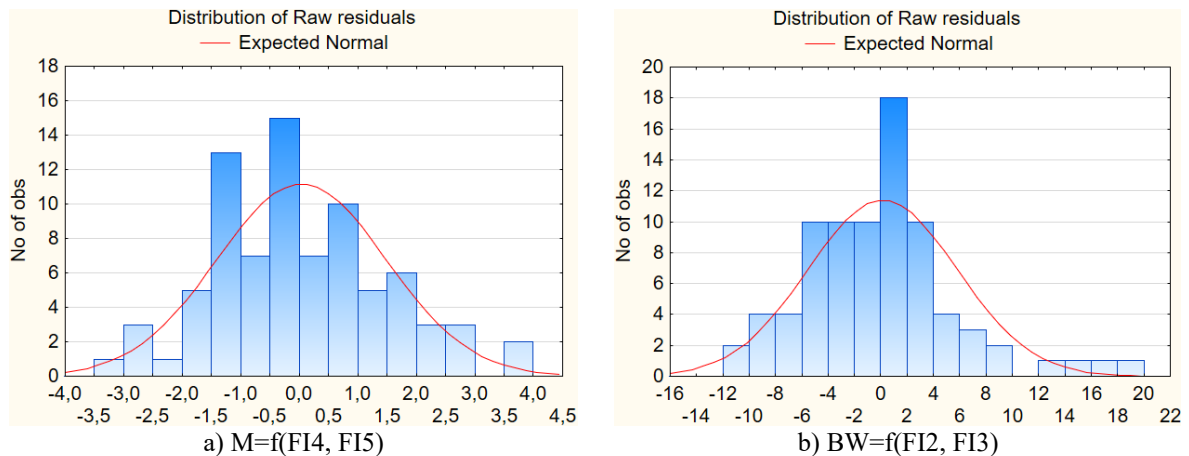 Distribution of Raw residuals
Expected Normal
No of obs
18
16
14
12
10
8
6
4
2
0
-4,0 -3,0 -2,0 -1,0 0,0 1,0 2,0 3,0 4,0
-3,5 -2,5 -1,5 -0,5 0,5 1,5 2,5 3,5 4,5
a) M=f(FI4, FI5)
Distribution of Raw residuals
Expected Normal
No of obs
20
18
16
14
12
10
8
6
4
2
0
-16 -12 -8 -4 0 4 8 12 16 20
-14 -10 -6 -2 2 6 10 14 18 22
b) BW=f(FI2, FI3)